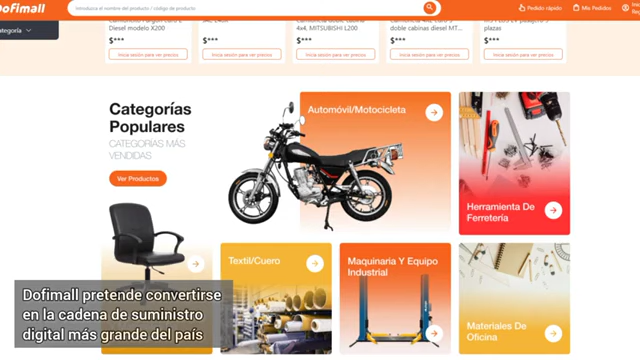 Dofimall
Introduzca el nombre del producto / código de producto
Pedido rápido
Mis Pedidos
Diesel modelo X200
4x4, MITSUBISHI L200
doble cabinas diesel MT...
plazas
$*** $*** $*** $*** $***
Inicia sesión para ver precios
Inicia sesión para ver precios
Inicia sesión para ver precios
Inicia sesión para ver precios
Inicia sesión para ver precios
Categorías
Populares
CATEGORIAS MÁS
VENDIDAS
Ver Productos
Automóvil/Motocicleta
Herramienta De
Ferretería
Textil/Cuero
Maquinaria Y Equipo
Industrial
Materiales De
Oficina
Dofimall pretende convertirse
en la cadena de suministro
digital más grande del país